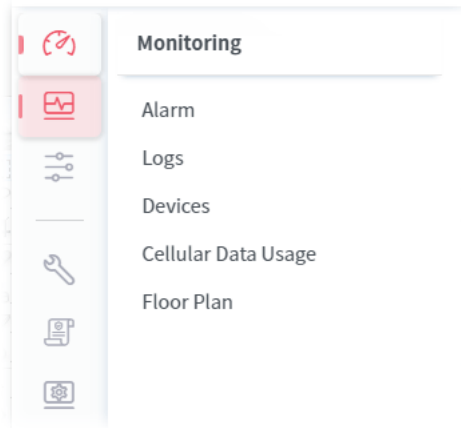 Monitoring
Alarm
Logs
Devices
Cellular Data Usage
Floor Plan